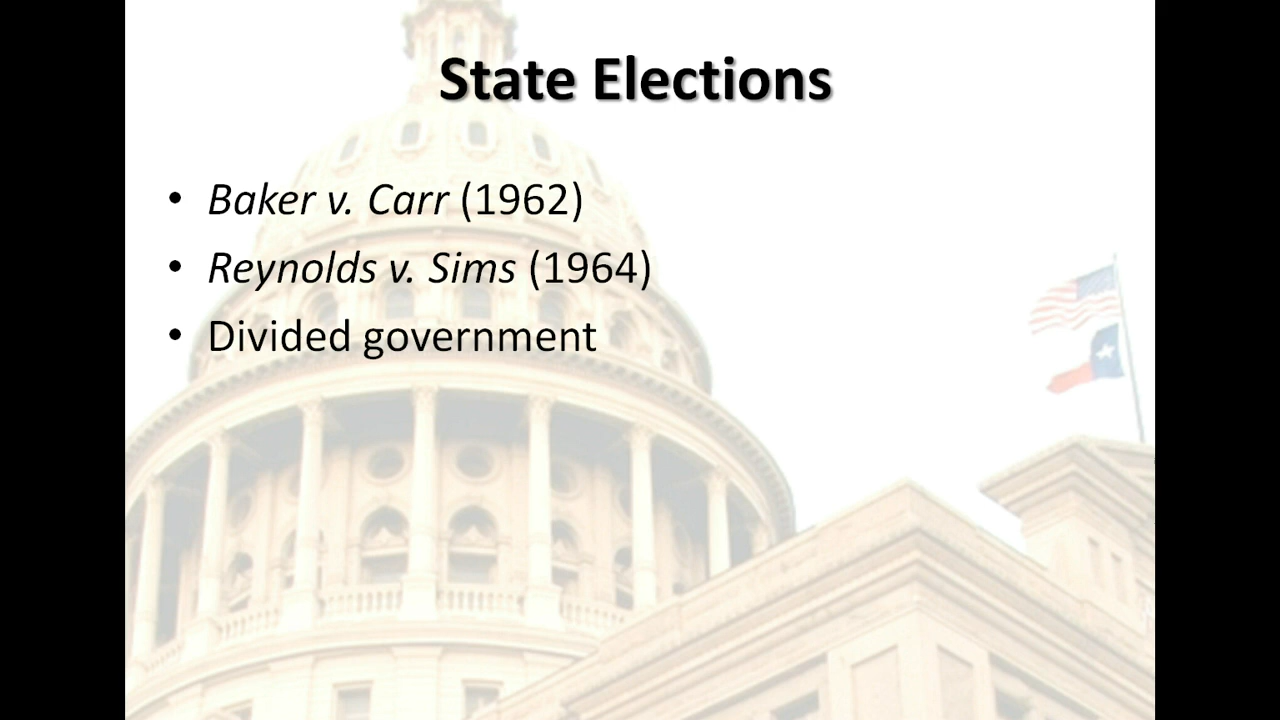 State Elections
• Baker v. Carr (1962)
• Reynolds v. Sims (1964)
• Divided government